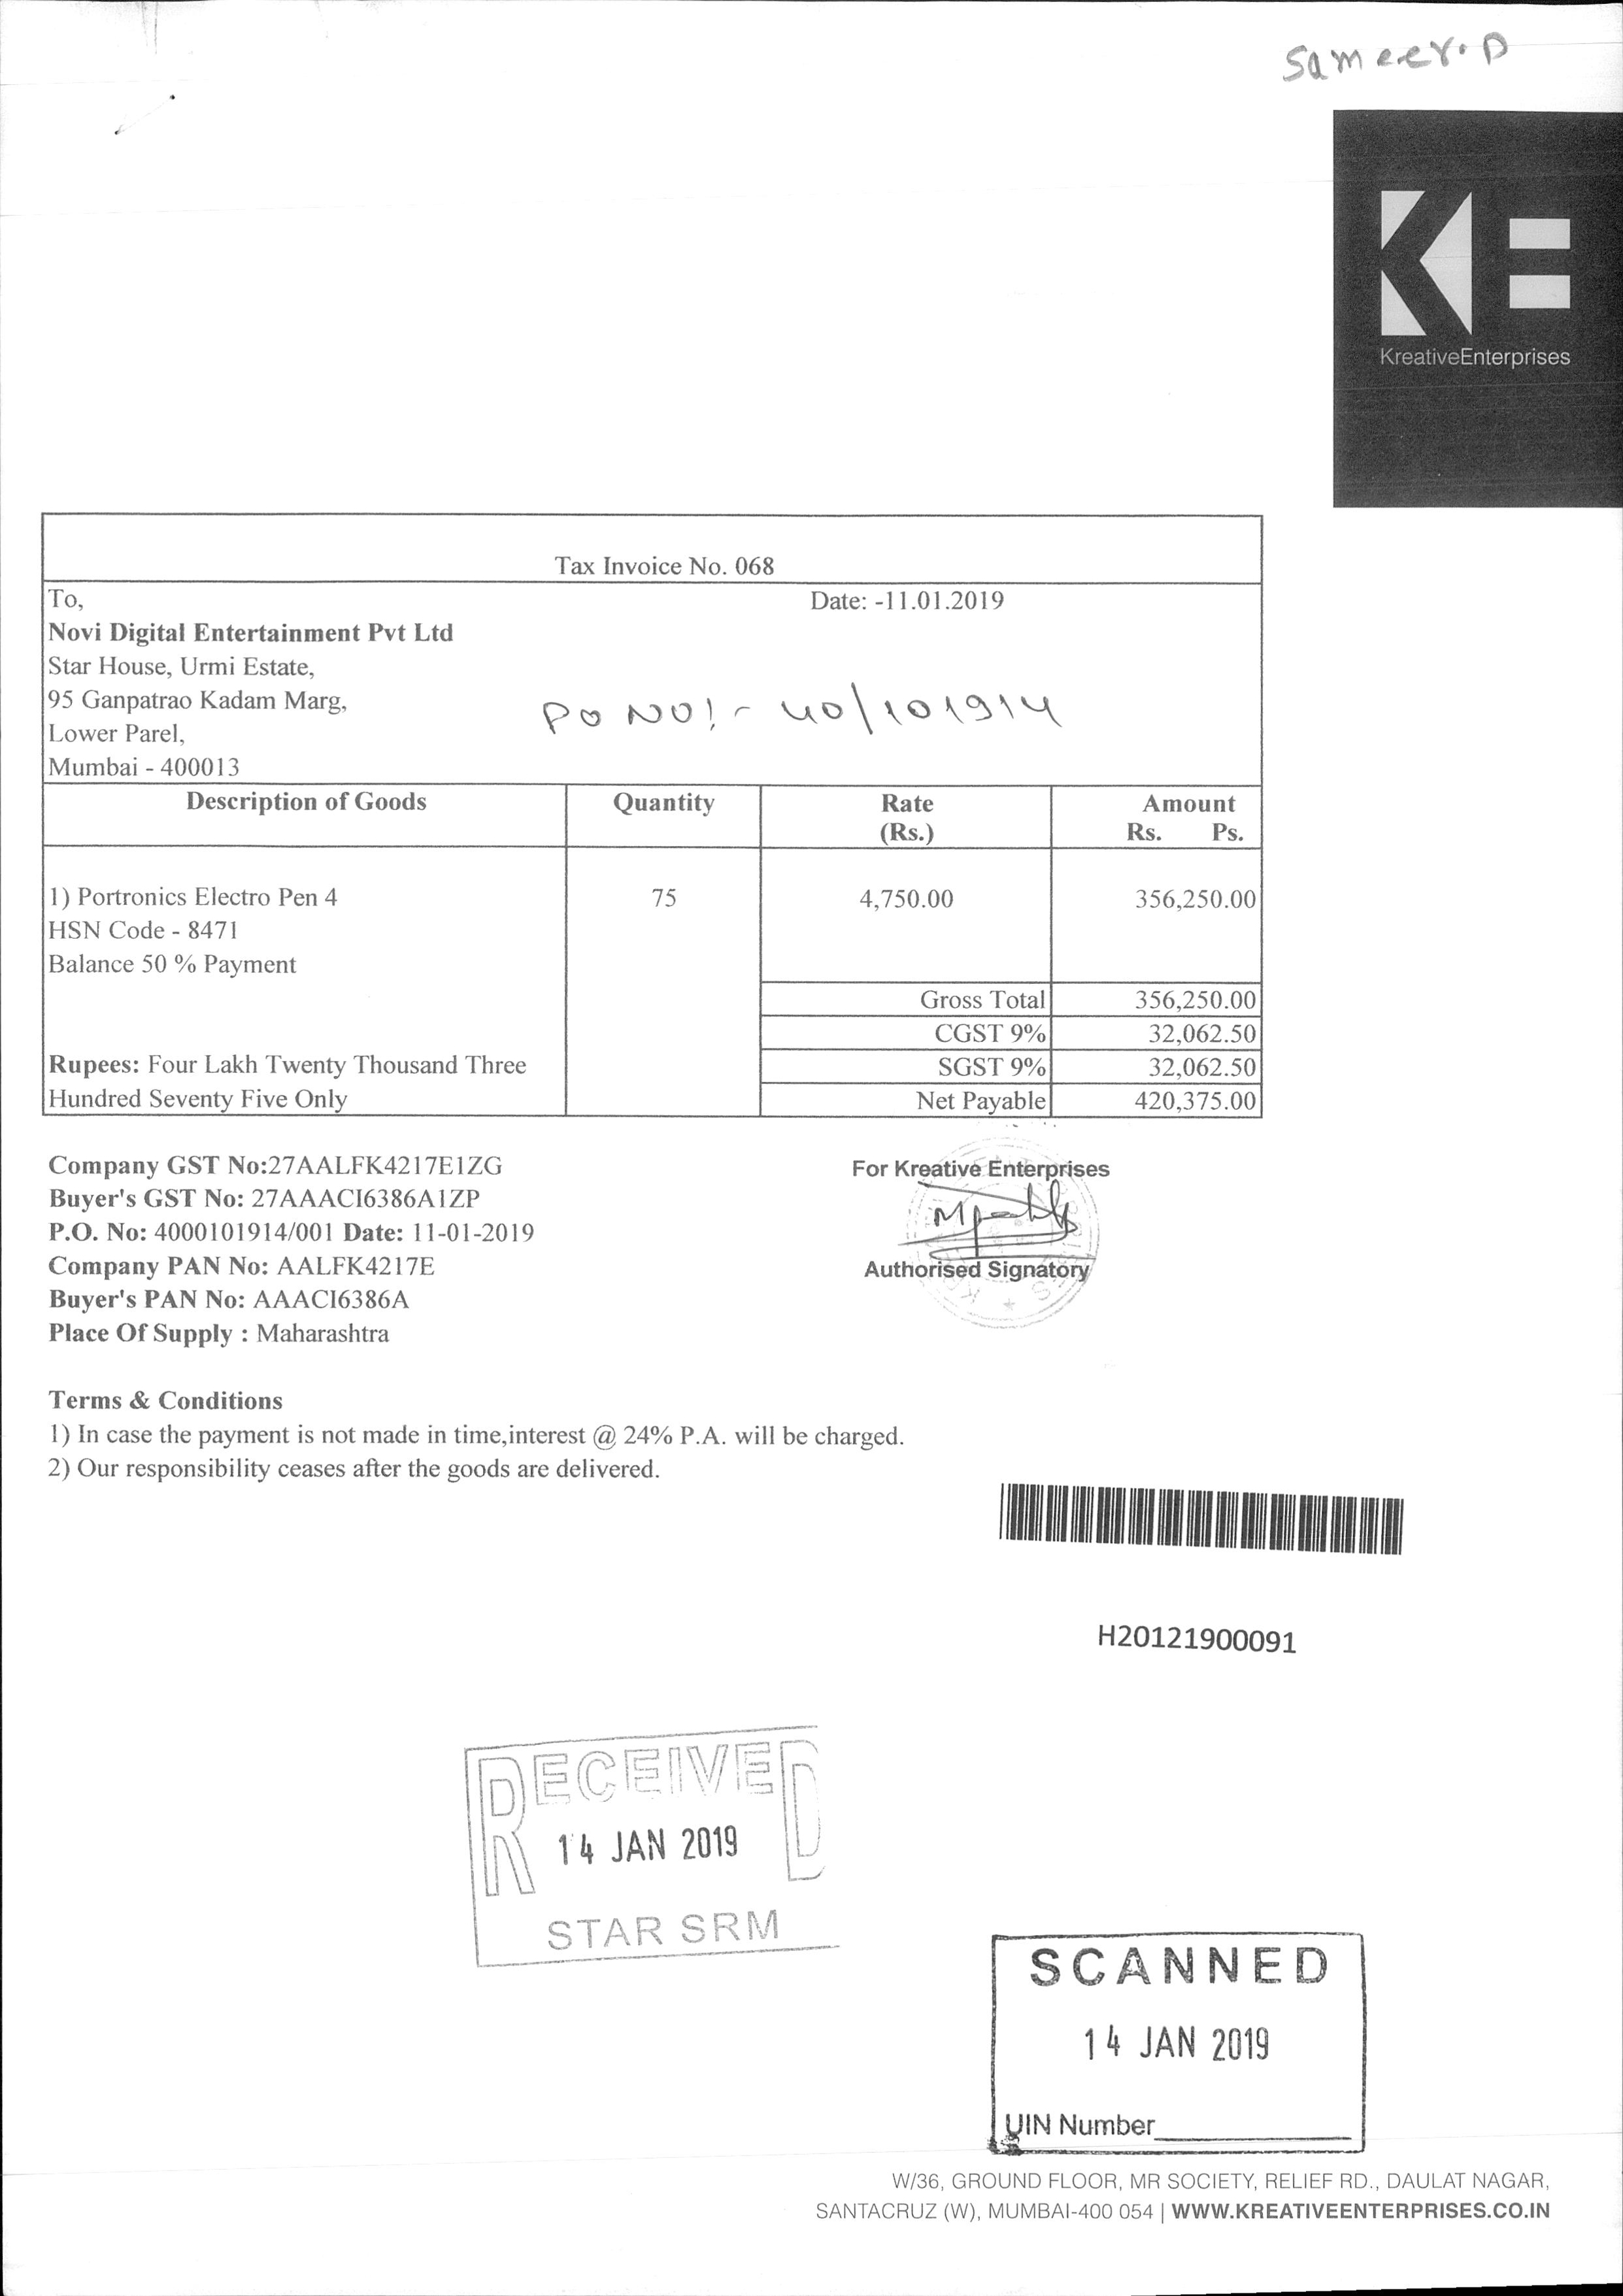 Sameer.D
KE
KreativeEnterprises
Tax Invoice No. 068
To,
Date: -11.01.2019
Novi Digital Entertainment Pvt Ltd
Star House, Urmi Estate,
95 Ganpatrao Kadam Marg,
PO NO! - 40/101914
Lower Parel,
Mumbai - 400013
Description of Goods Quantity Rate (Rs.) Amount Rs. Ps.
1) Portronics Electro Pen 4 75 4,750.00 356,250.00
HSN Code - 8471
Balance 50 % Payment
Gross Total 356,250.00
CGST 9% 32,062.50
Rupees: Four Lakh Twenty Thousand Three SGST 9% 32,062.50
Hundred Seventy Five Only Net Payable 420,375.00
Company GST No:27AALFK4217E1ZG
Buyer's GST No: 27AAACI6386A1ZP
P.O. No: 4000101914/001 Date: 11-01-2019
Company PAN No: AALFK4217E
Buyer's PAN No: AAACI6386A
Place Of Supply : Maharashtra
For Kreative Enterprises
Authorised Signatory
Terms & Conditions
1) In case the payment is not made in time,interest @ 24% P.A. will be charged.
2) Our responsibility ceases after the goods are delivered.
H20121900091
RECEIVED
14 JAN 2019
STAR SRM
SCANNED
14 JAN 2019
UIN Number
W/36, GROUND FLOOR, MR SOCIETY, RELIEF RD., DAULAT NAGAR,
SANTACRUZ (W), MUMBAI-400 054 | WWW.KREATIVEENTERPRISES.CO.IN